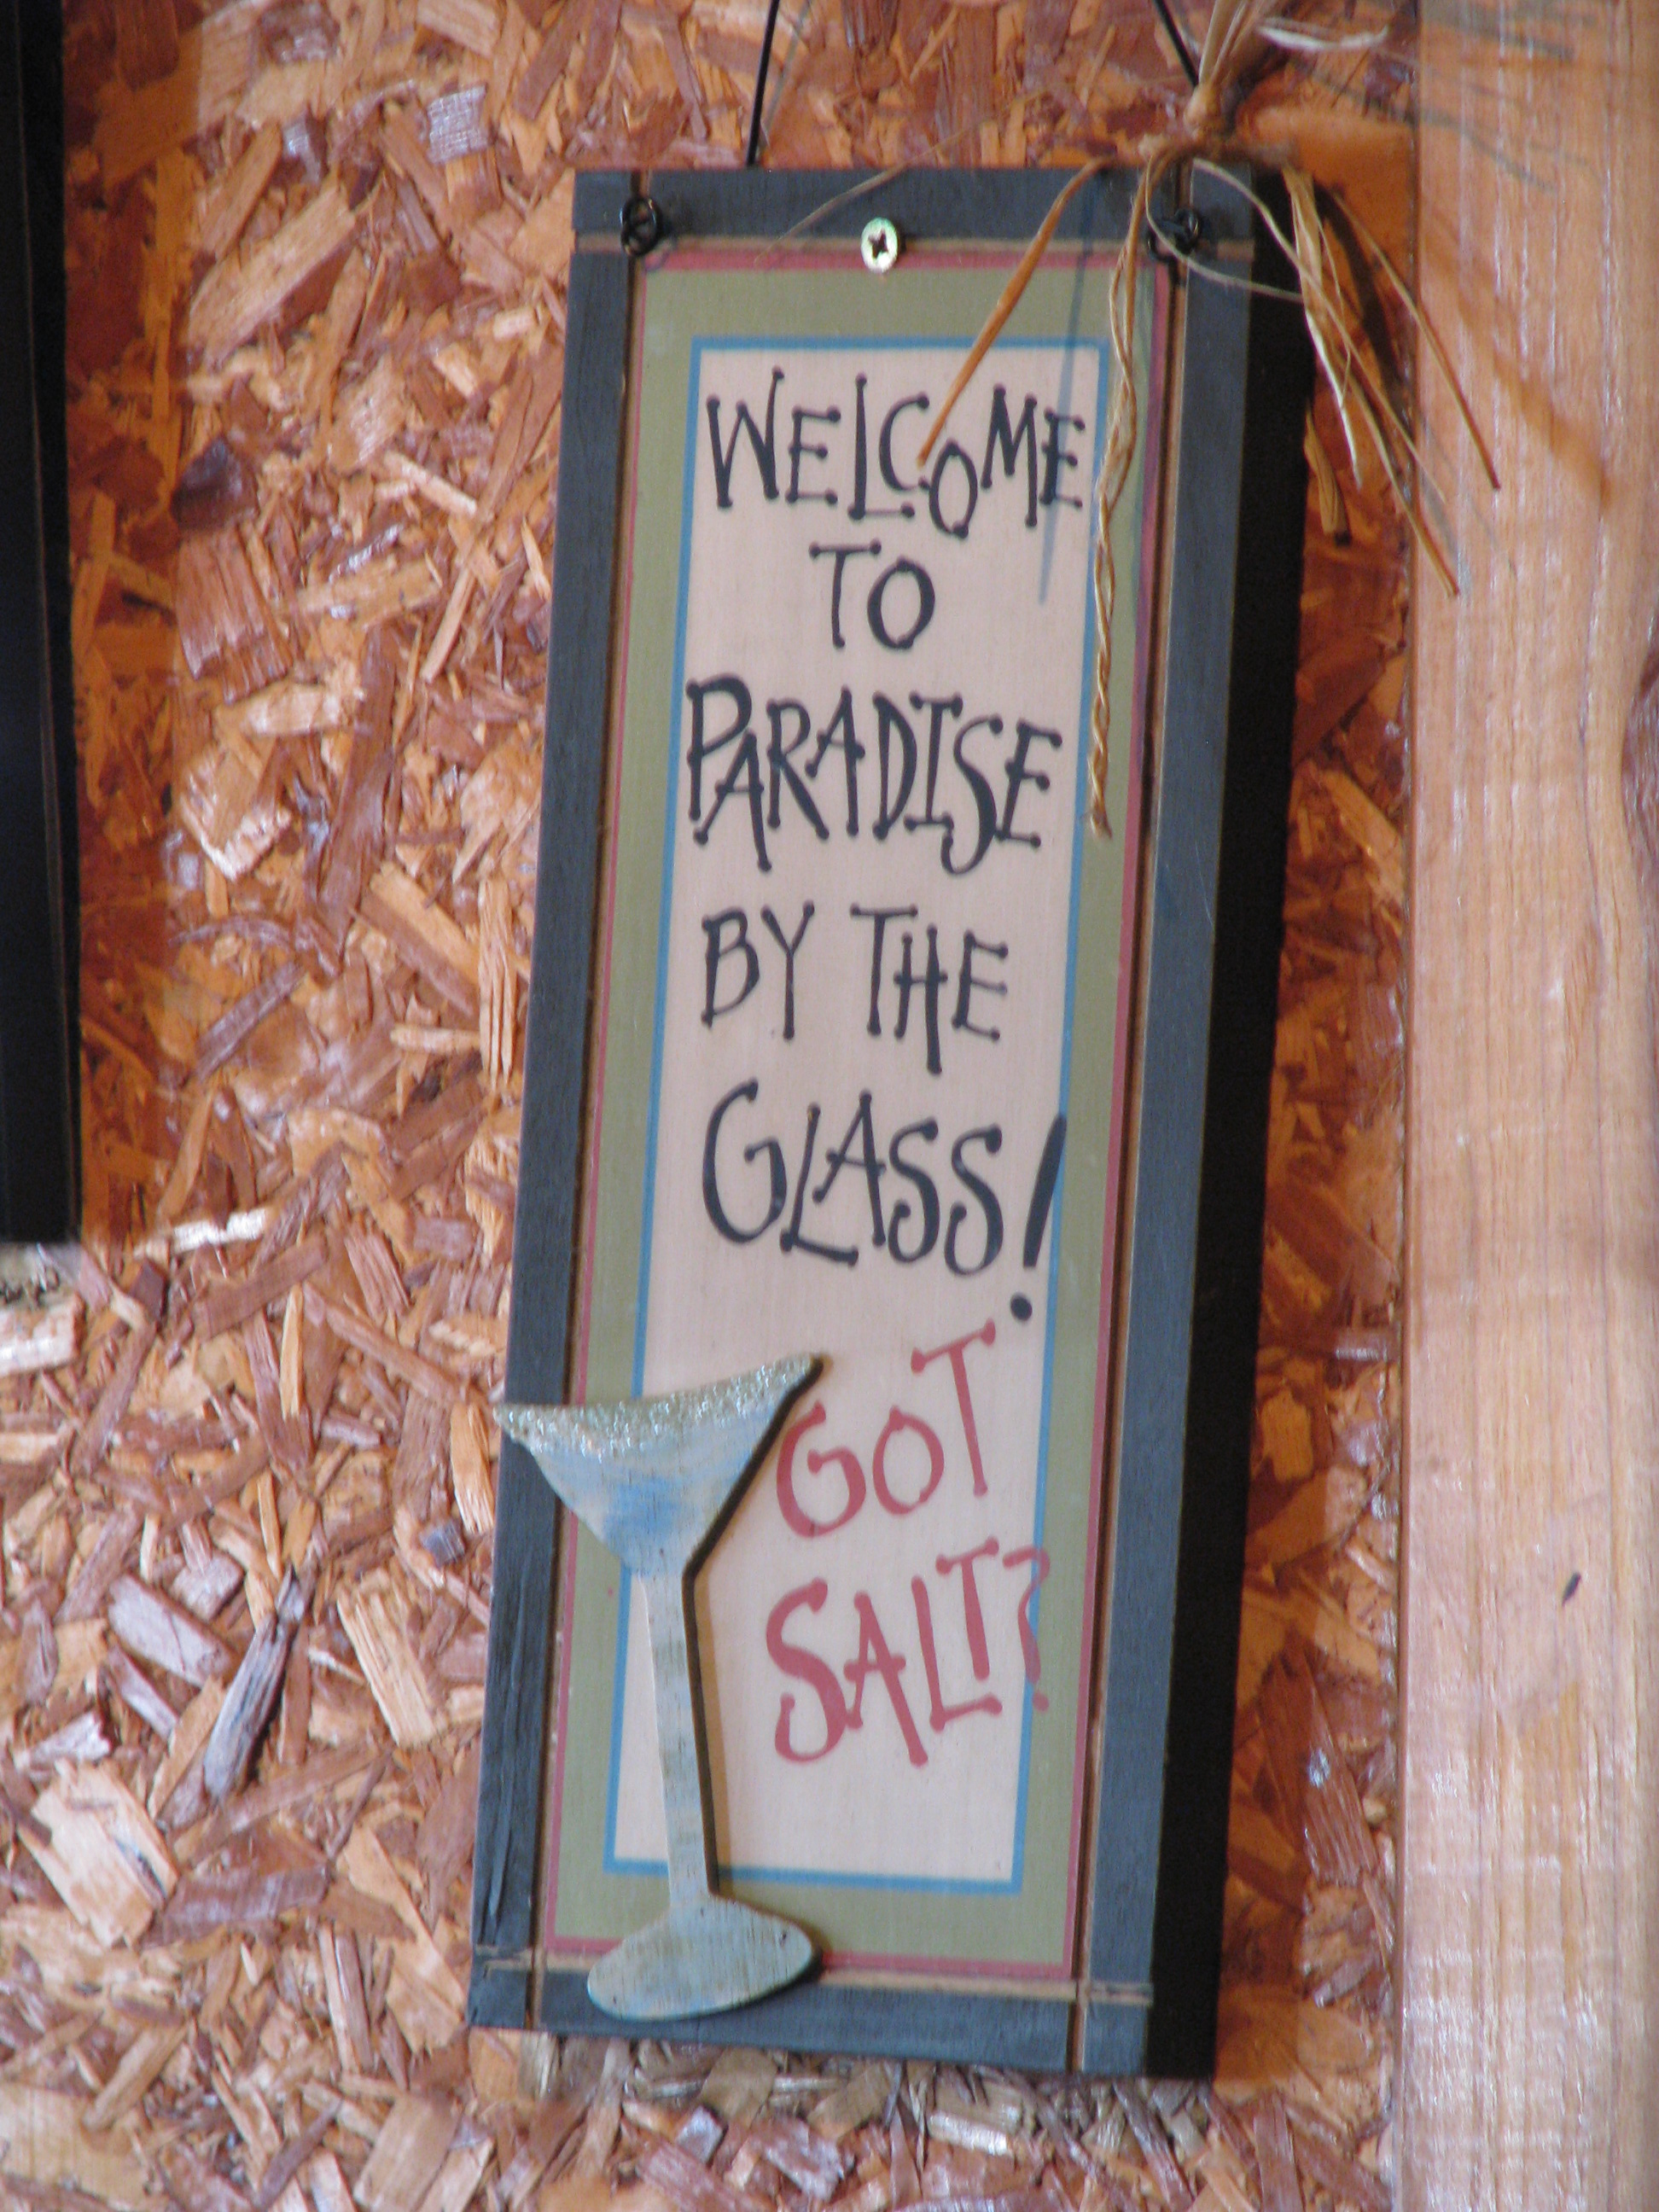 WELCOME
TO
PARADISE
BY THE
GLASS!
GOT
SALT?